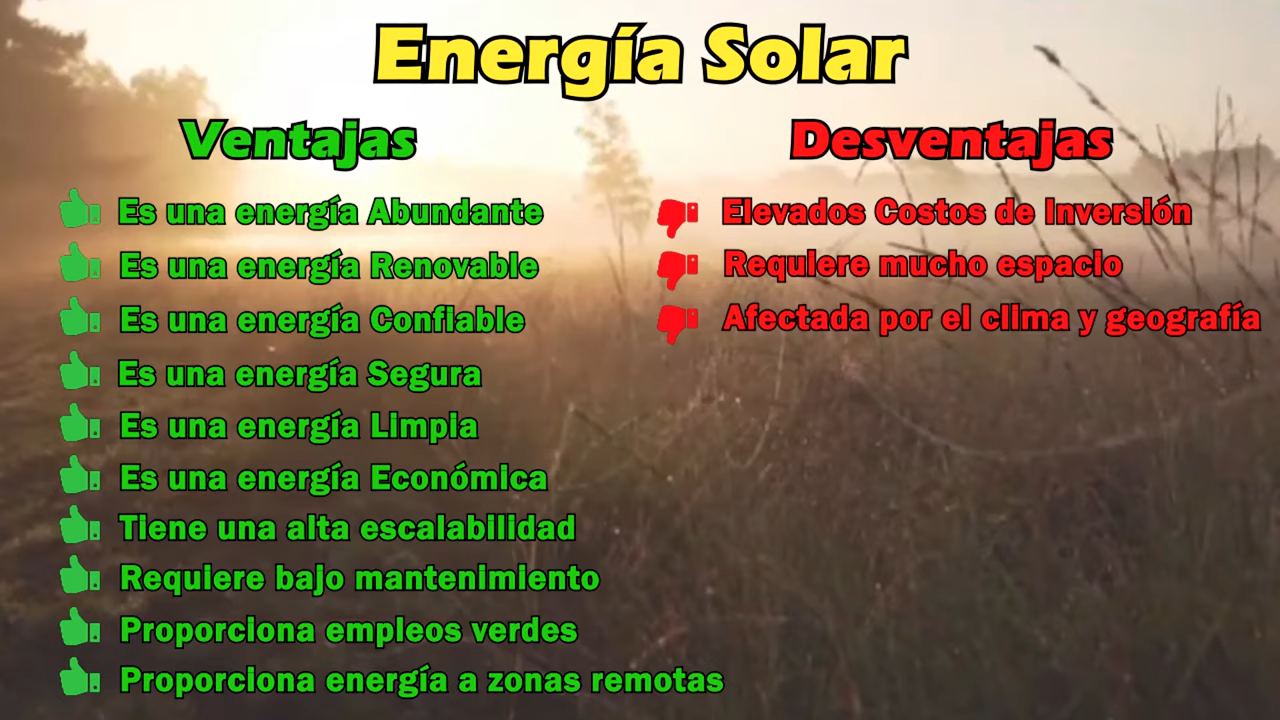 Energía Solar
Ventajas
Es una energía Abundante
Es una energía Renovable
Es una energía Confiable
Es una energía Segura
Es una energía Limpia
Es una energía Económica
Tiene una alta escalabilidad
Requiere bajo mantenimiento
Proporciona empleos verdes
Proporciona energía a zonas remotas
Desventajas
Elevados Costos de Inversión
Requiere mucho espacio
Afectada por el clima y geografía